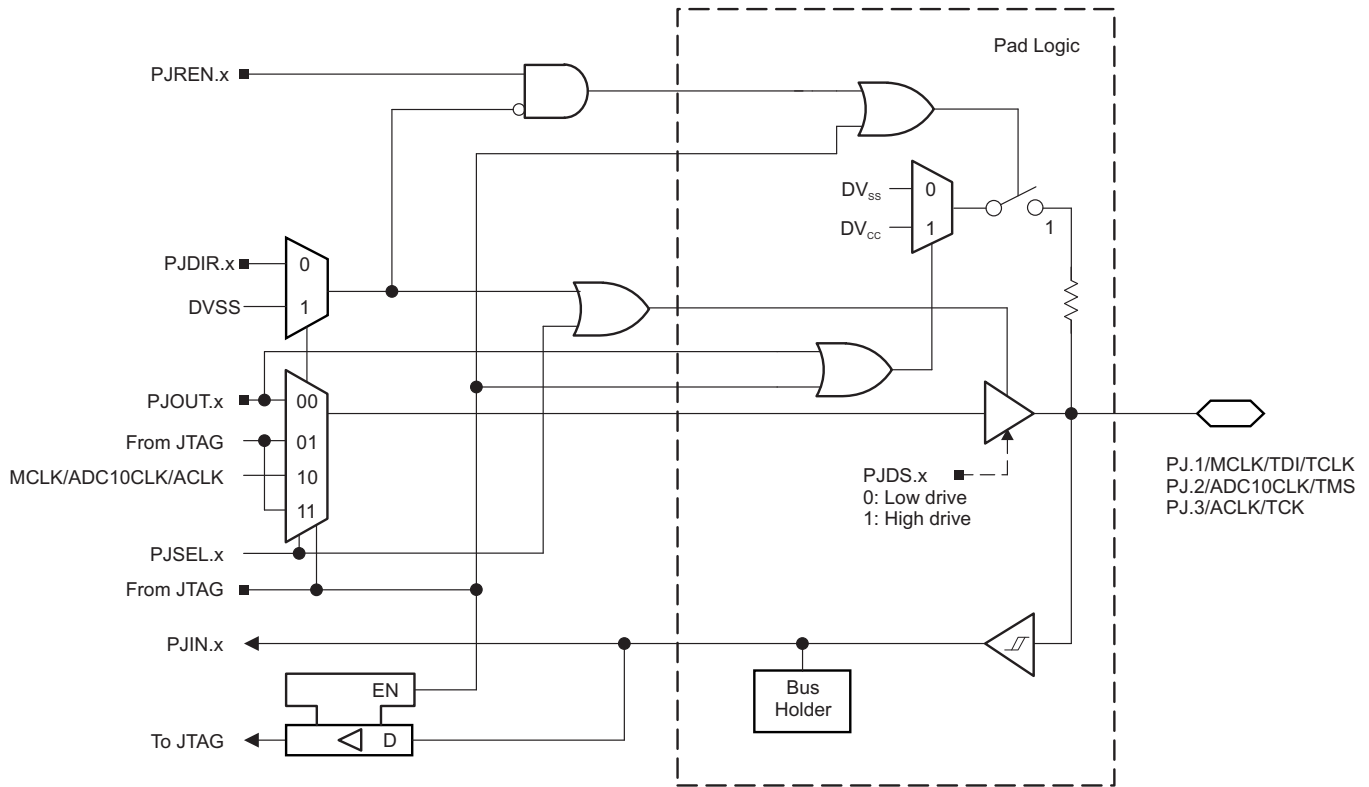 Pad Logic
PJREN.x
DVSS
0
DVCC
1
1
PJDIR.x
0
DVSS
1
PJOUT.x
00
From JTAG
01
MCLK/ADC10CLK/ACLK
10
11
PJDS.x
0: Low drive
1: High drive
PJ.1/MCLK/TDI/TCLK
PJ.2/ADC10CLK/TMS
PJ.3/ACLK/TCK
PJSEL.x
From JTAG
PJIN.x
Bus
Holder
EN
To JTAG
D